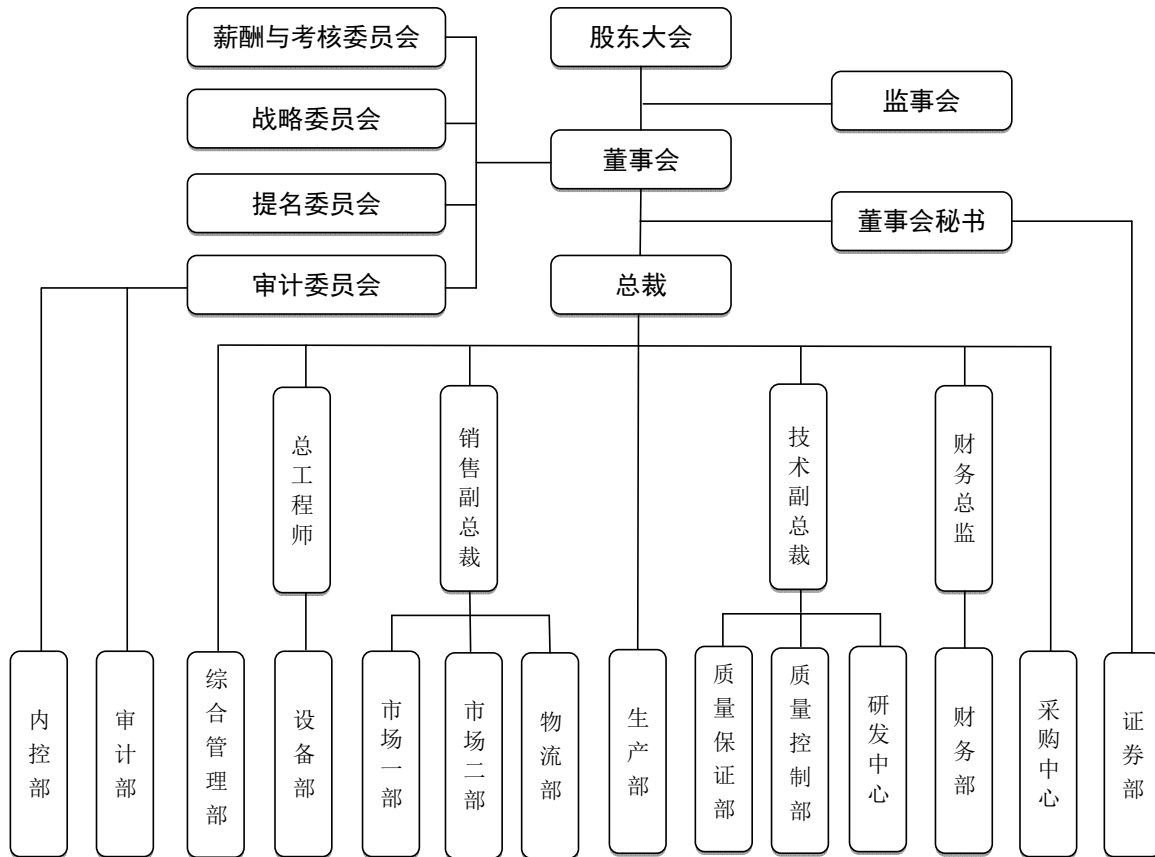 薪酬与考核委员会
股东大会
战略委员会
监事会
董事会
提名委员会
董事会秘书
审计委员会
总裁
总工程师
销售副总裁
技术副总裁
财务总监
内控部
审计部
综合管理部
设备部
市场一部
市场二部
物流部
生产部
质量保证部
质量控制部
研发中心
财务部
采购中心
证券部